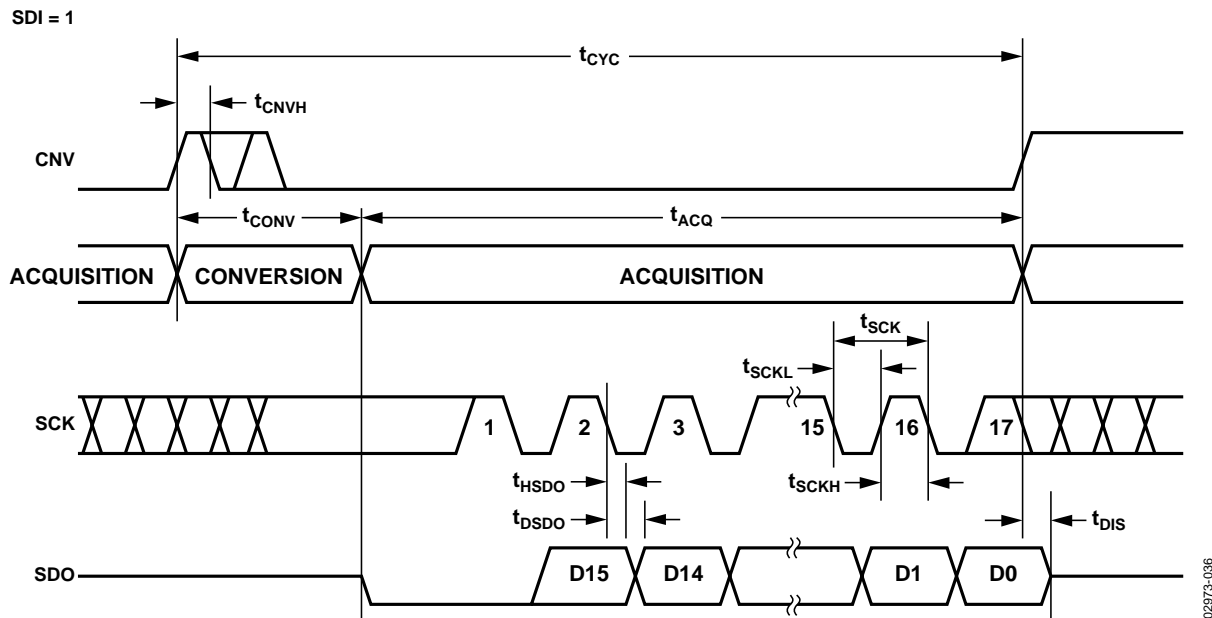 SDI = 1
tCYC
tCNVH
CNV
tCONV
tACQ
ACQUISITION
CONVERSION
ACQUISITION
tSCK
tSCKL
SCK
1
2
3
15
16
17
tHSDO
tSCKH
tDSDO
tDIS
SDO
D15
D14
D1
D0
02973-036